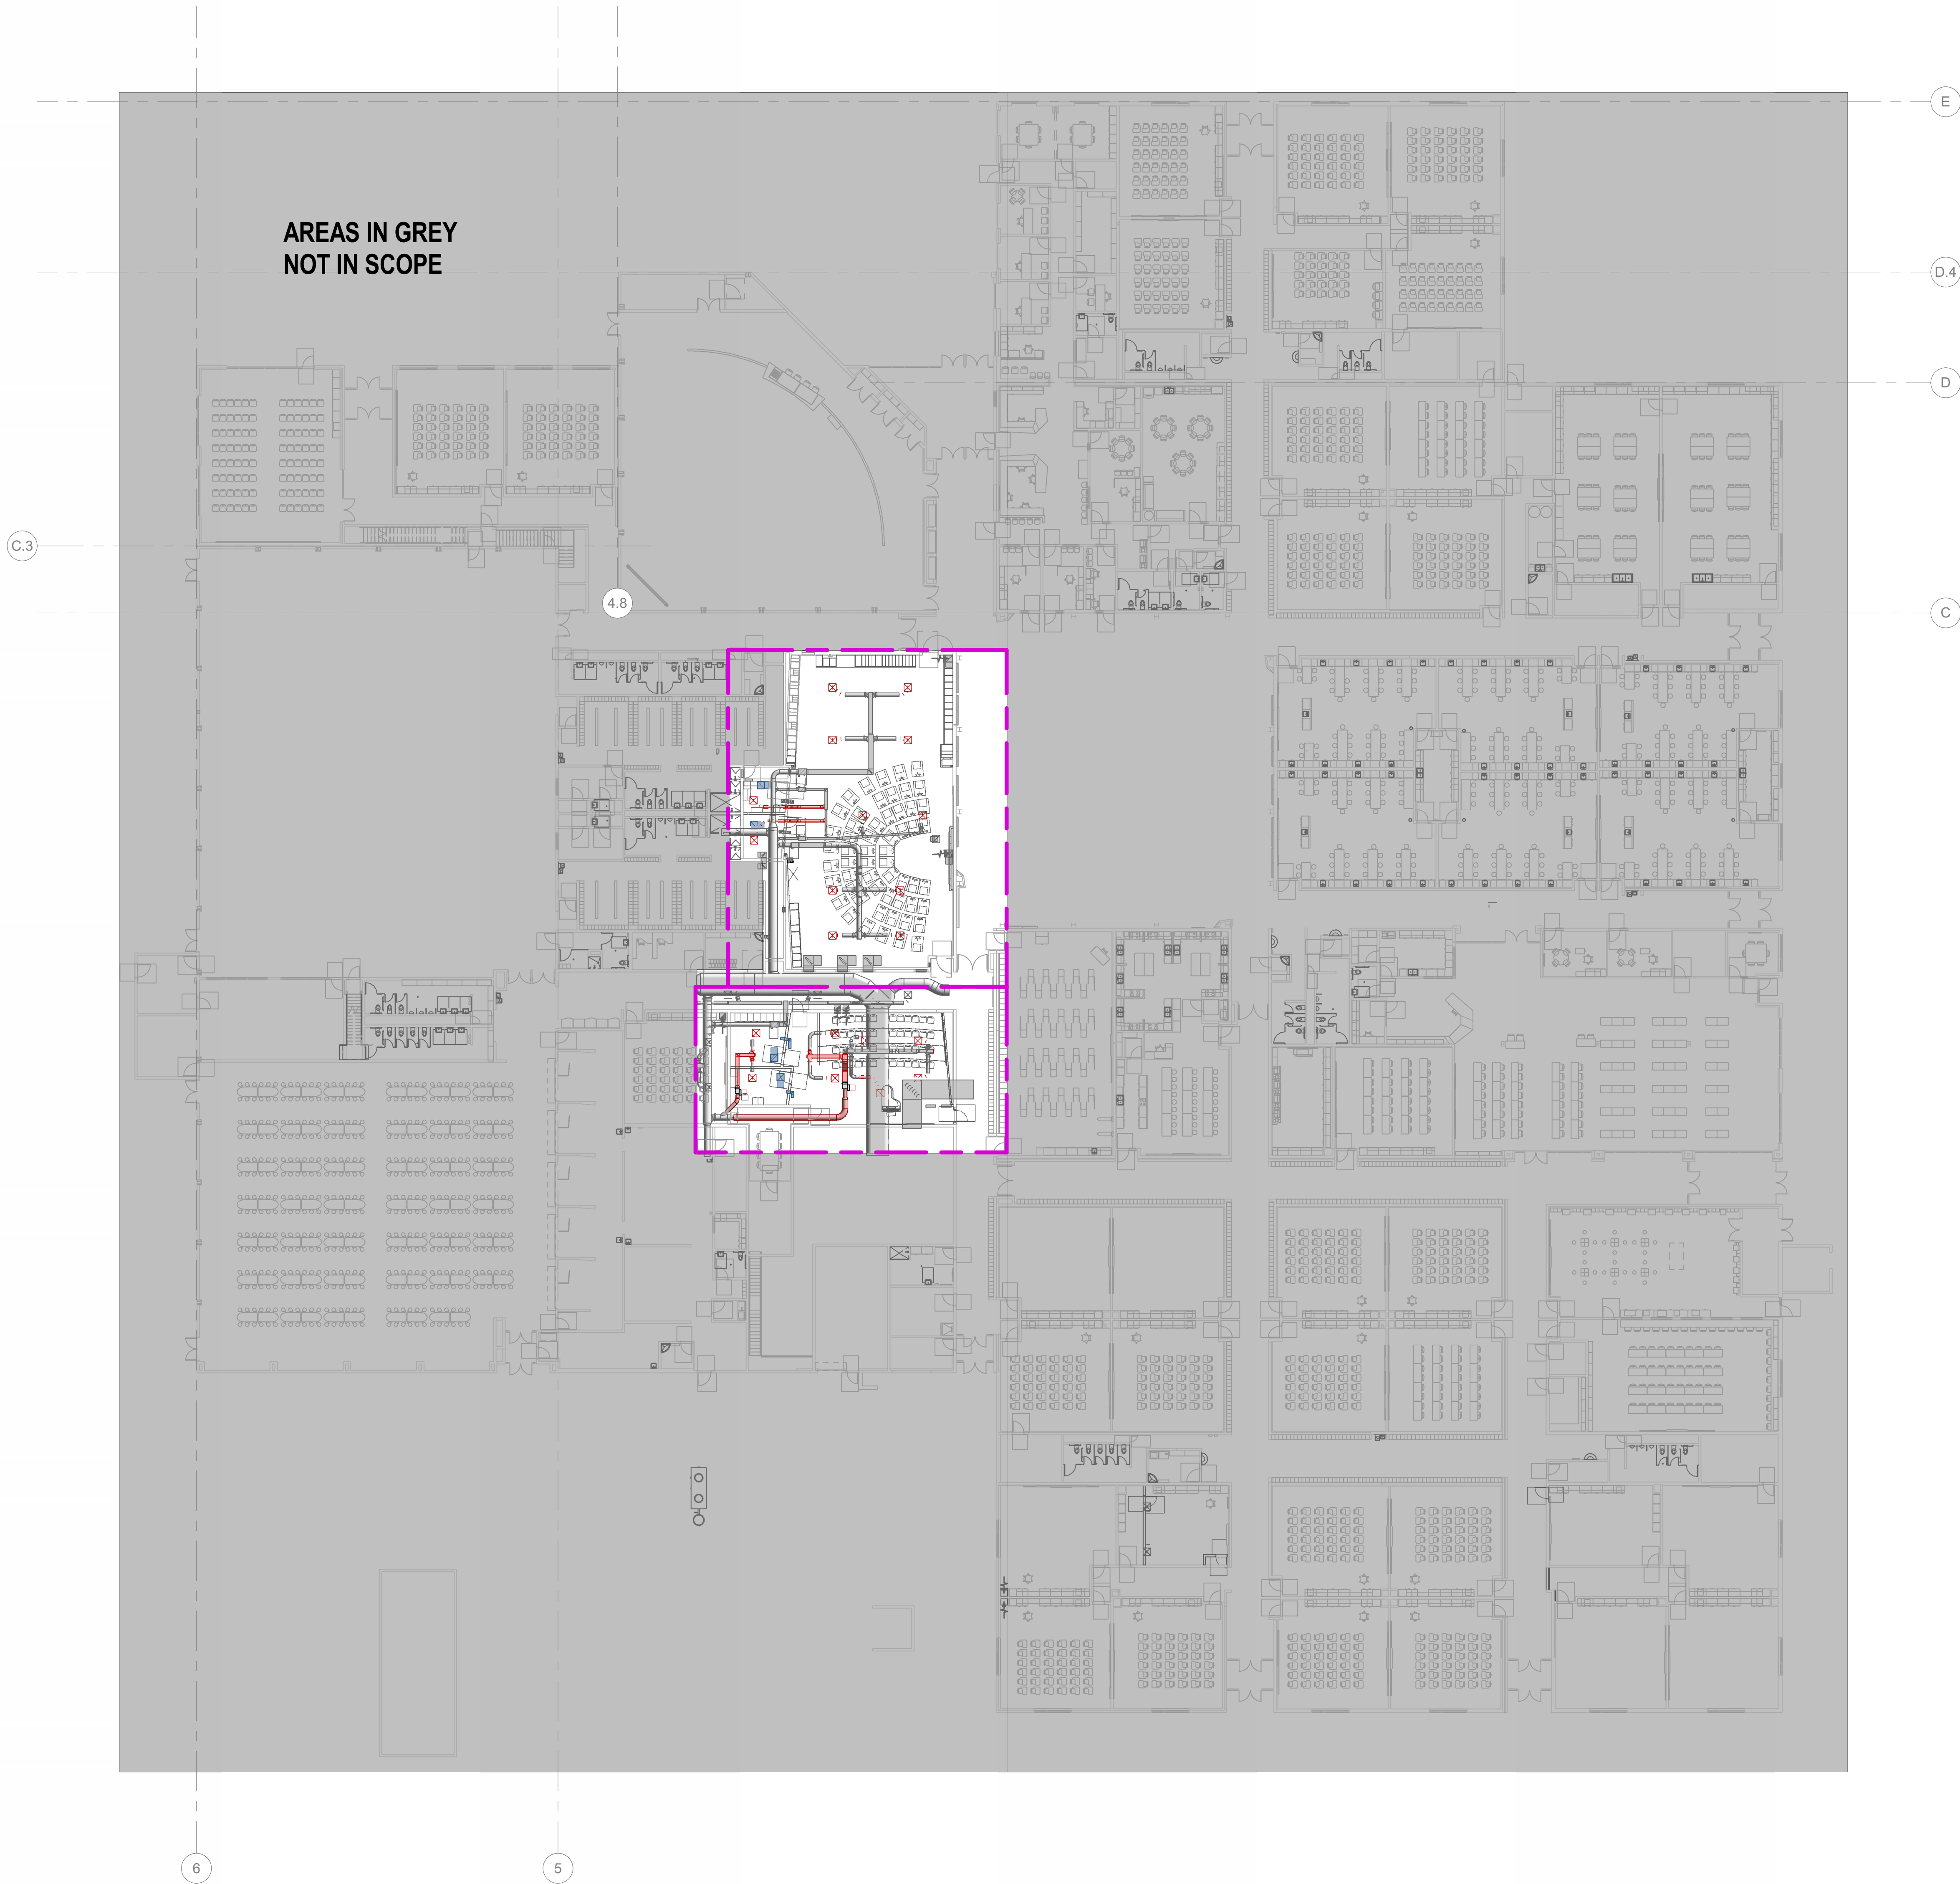 E
AREAS IN GREY
NOT IN SCOPE
D.4
D
C.3
4.8
C
6
5